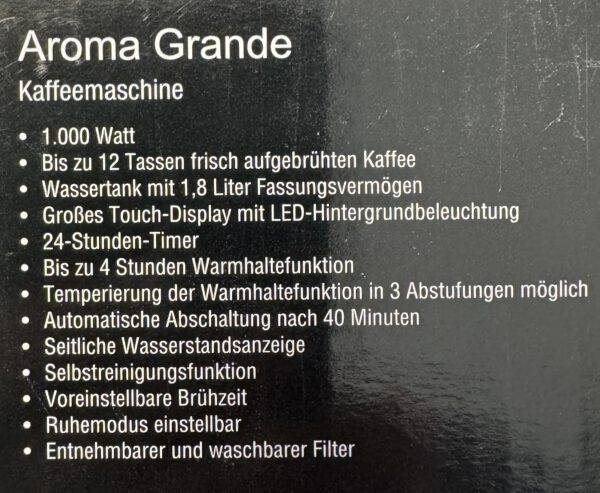 Aroma Grande
Kaffeemaschine
• 1.000 Watt
• Bis zu 12 Tassen frisch aufgebrühten Kaffee
• Wassertank mit 1,8 Liter Fassungsvermögen
• Großes Touch-Display mit LED-Hintergrundbeleuchtung
• 24-Stunden-Timer
• Bis zu 4 Stunden Warmhaltefunktion
• Temperierung der Warmhaltefunktion in 3 Abstufungen möglich
• Automatische Abschaltung nach 40 Minuten
• Seitliche Wasserstandsanzeige
• Selbstreinigungsfunktion
• Voreinstellbare Brühzeit
• Ruhemodus einstellbar
• Entnehmbarer und waschbarer Filter